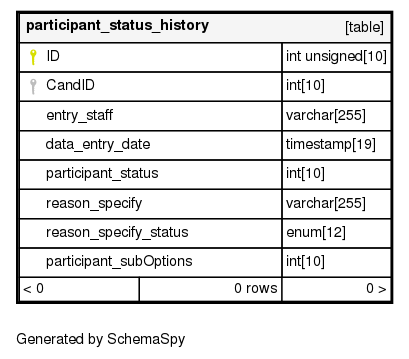 participant_status_history [table]
ID int unsigned[10]
CandID int[10]
entry_staff varchar[255]
data_entry_date timestamp[19]
participant_status int[10]
reason_specify varchar[255]
reason_specify_status enum[12]
participant_subOptions int[10]
< 0 0 rows 0 >
Generated by SchemaSpy